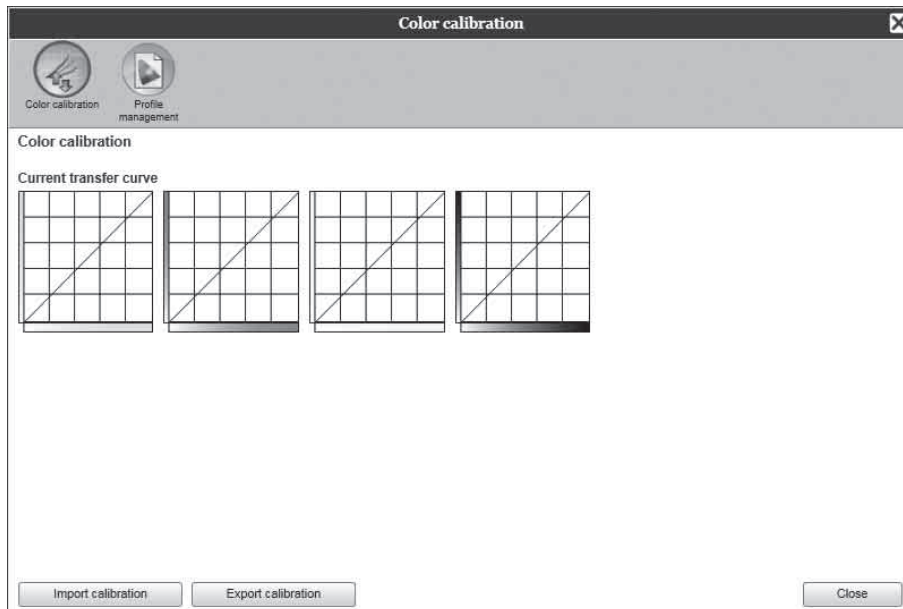 Color calibration
Color calibration
Profile
management
Color calibration
Current transfer curve
Import calibration
Export calibration
Close